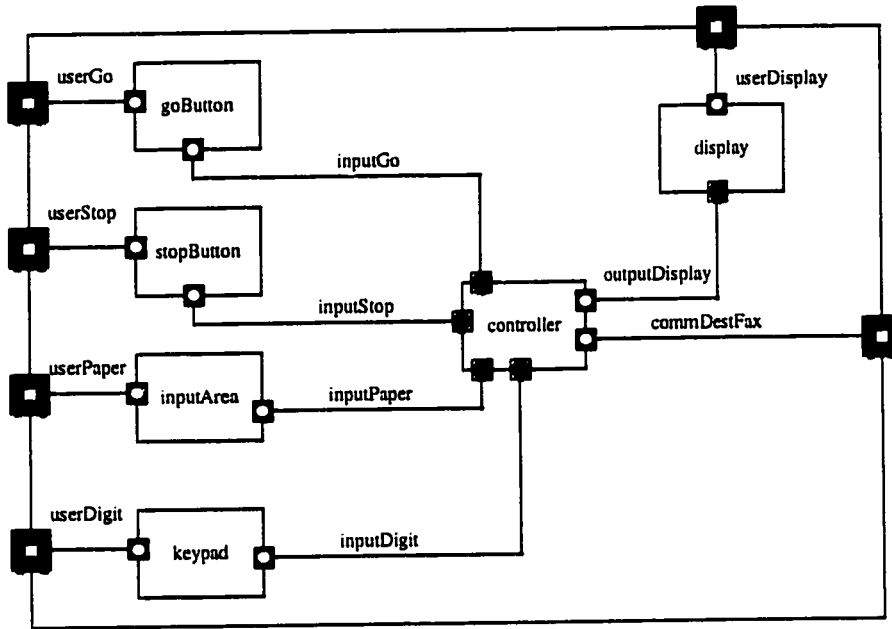 userGo
goButton
userDisplay
display
inputGo
userStop
stopButton
outputDisplay
inputStop
controller
commDestFax
userPaper
inputArea
inputPaper
userDigit
keypad
inputDigit